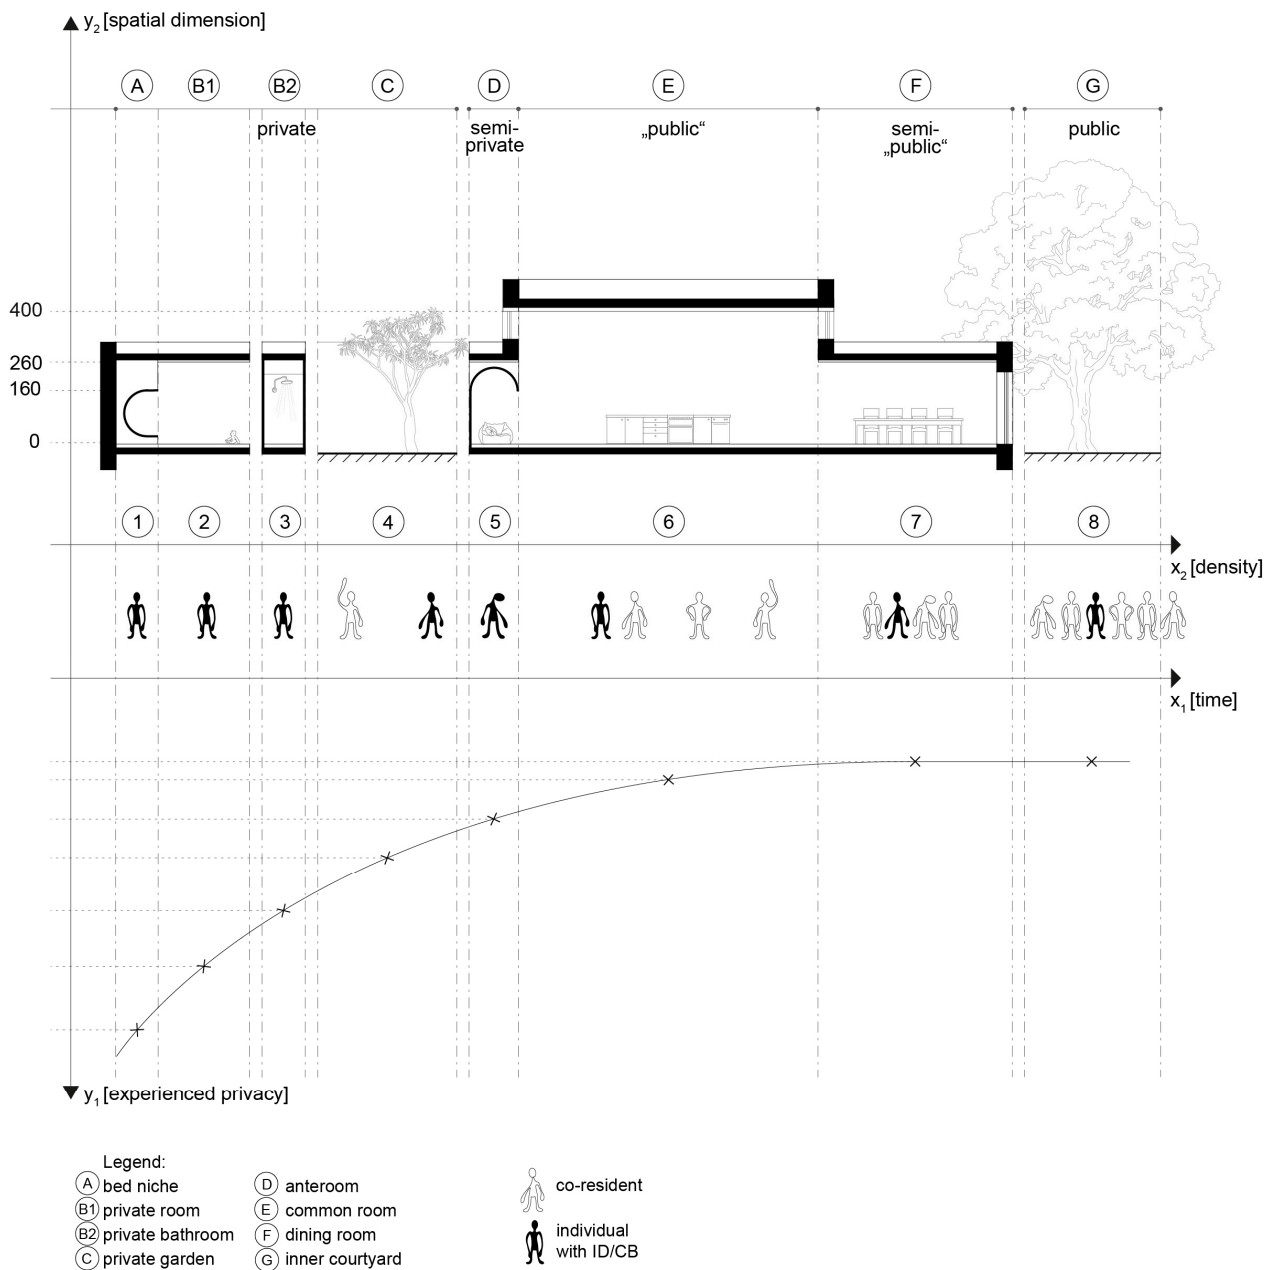 y2 [spatial dimension]
A B1 B2 C D E F G
private
semi-
private
„public“
semi-
„public“
public
400
260
160
0
1 2 3 4 5 6 7 8
x2 [density]
x1 [time]
y1 [experienced privacy]
Legend:
A bed niche
B1 private room
B2 private bathroom
C private garden
D anteroom
E common room
F dining room
G inner courtyard
co-resident
individual
with ID/CB